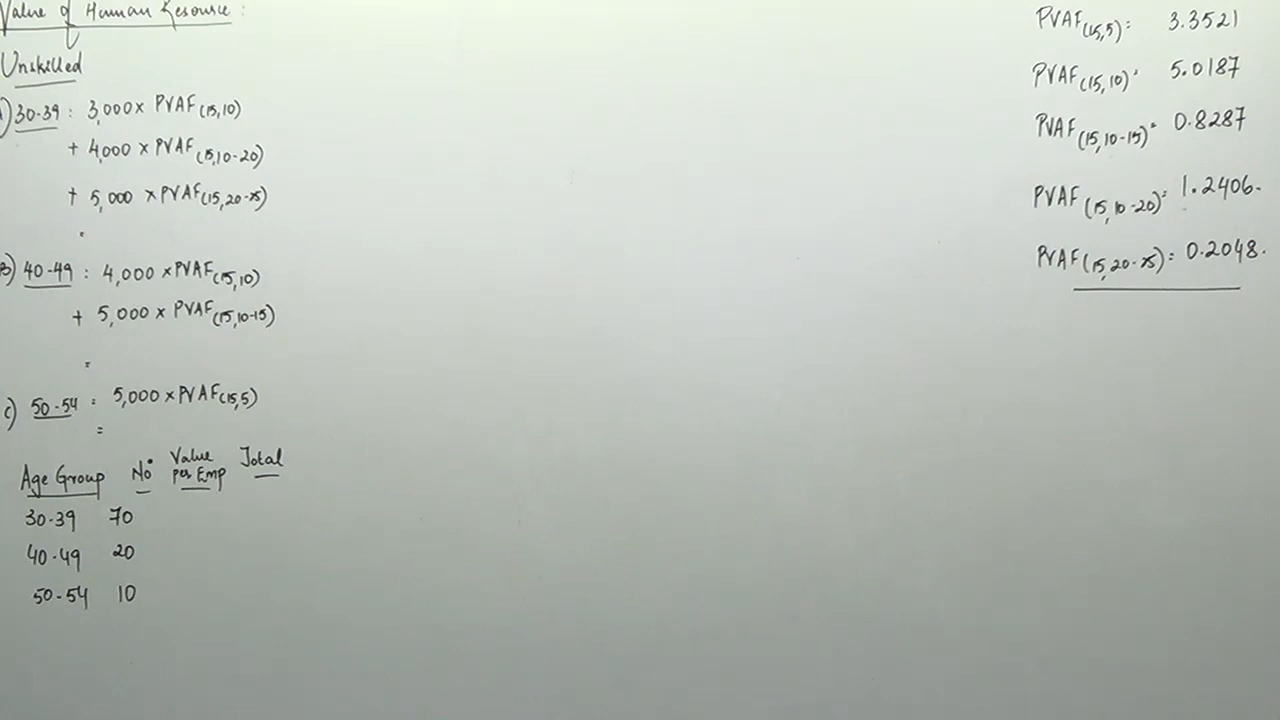 Value of Human Resource :
Unskilled
A) 30-39 : 3,000 x PVAF(15,10)
+ 4,000 x PVAF(15,10-20)
+ 5,000 x PVAF(15,20-25)
=
B) 40-49 : 4,000 x PVAF(15,10)
+ 5,000 x PVAF(15,10-15)
=
C) 50-54 : 5,000 x PVAF(15,5)
=
Age Group No Value per Emp Total
30-39 70
40-49 20
50-54 10
PVAF(15,5) = 3.3521
PVAF(15,10) = 5.0187
PVAF(15,10-15) = 0.8287
PVAF(15,10-20) = 1.2406.
PVAF(15,20-25) = 0.2048.